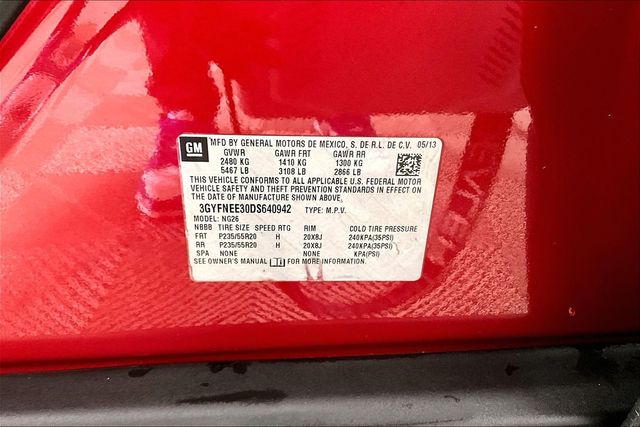 GM
MFD BY GENERAL MOTORS DE MEXICO, S. DE R.L. DE C.V. 05/13
GVWR GAWR FRT GAWR RR
2480 KG 1410 KG 1300 KG
5467 LB 3108 LB 2866 LB
THIS VEHICLE CONFORMS TO ALL APPLICABLE U.S. FEDERAL MOTOR
VEHICLE SAFETY AND THEFT PREVENTION STANDARDS IN EFFECT ON
THE DATE OF MANUFACTURE SHOWN ABOVE.
3GYFNEE30DS640942 TYPE: M.P.V.
MODEL: NG26
NBBB TIRE SIZE SPEED RTG RIM COLD TIRE PRESSURE
FRT P235/55R20 H 20X8J 240KPA(35PSI)
RR P235/55R20 H 20X8J 240KPA(35PSI)
SPA NONE NONE KPA(PSI)
SEE OWNER'S MANUAL FOR MORE INFORMATION.